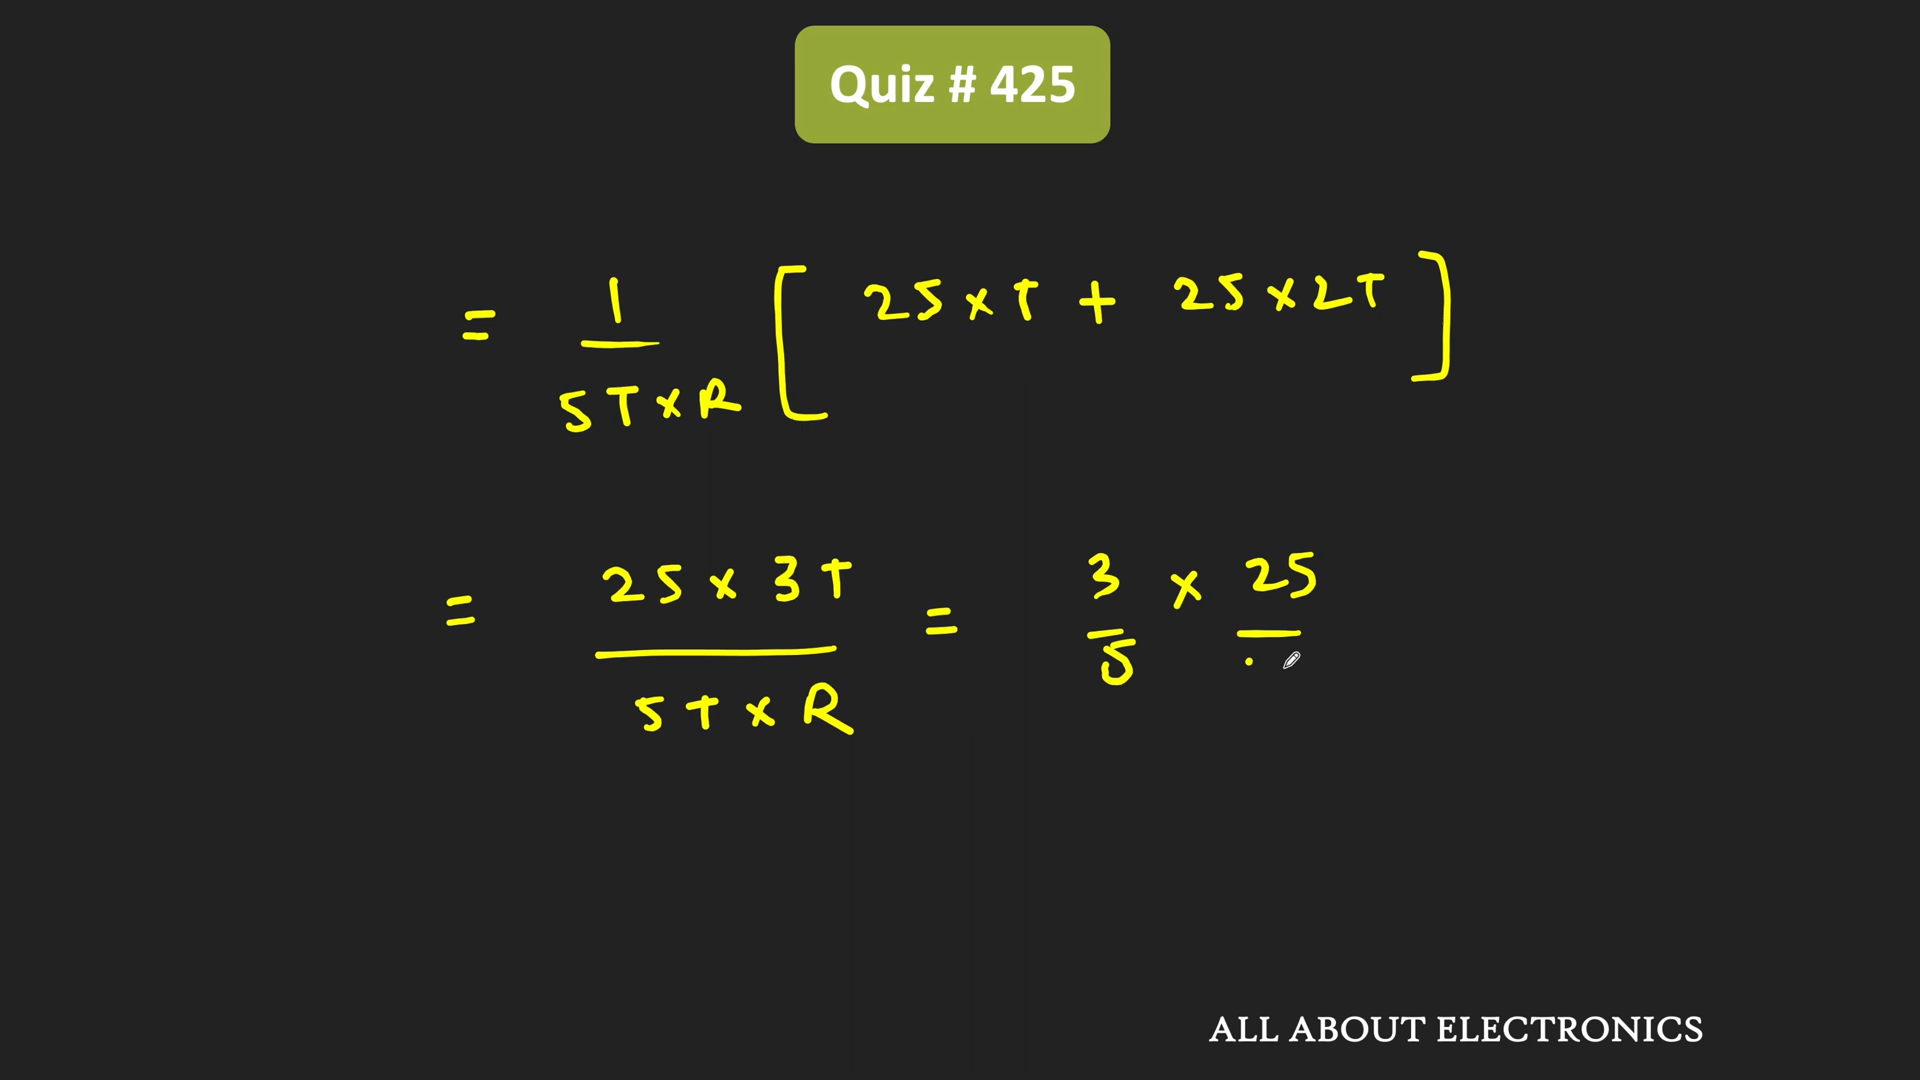 Quiz # 425
= 1 / 5T × R [ 25 × T + 25 × 2T ]
= 25 × 3T / 5T × R = 3 / 5 × 25 / .
ALL ABOUT ELECTRONICS